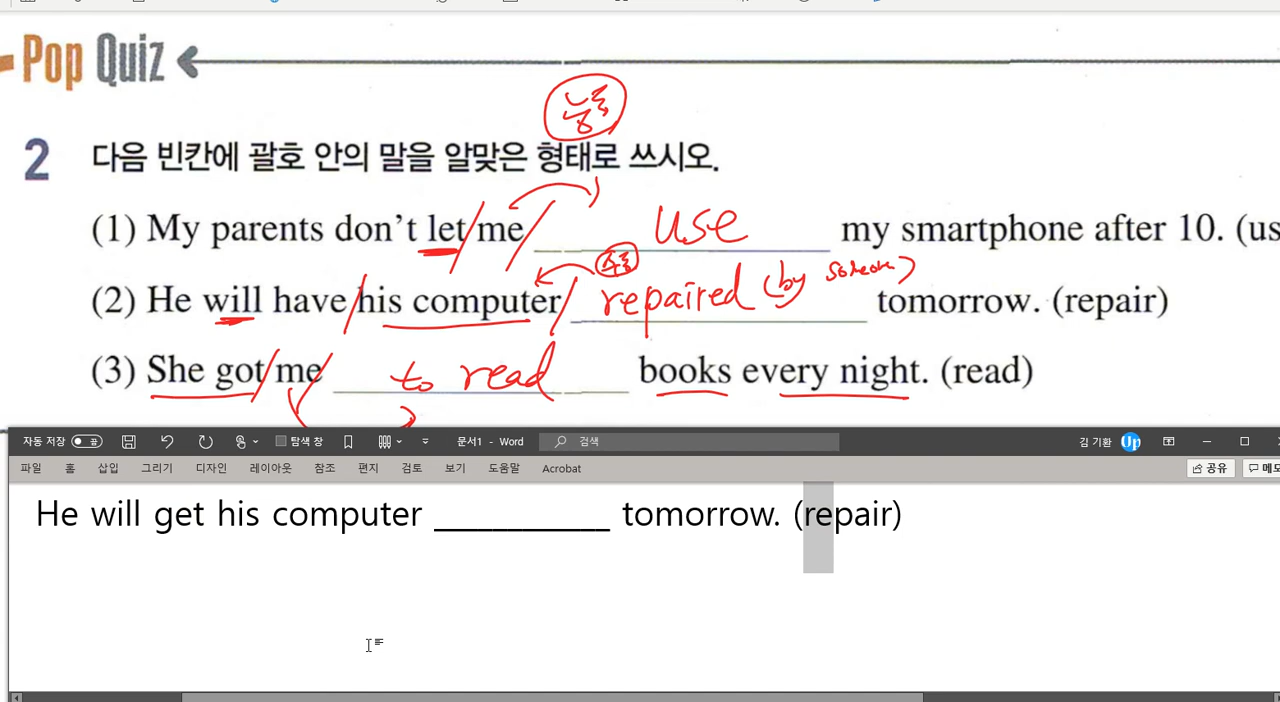 Pop Quiz
능동
2 다음 빈칸에 괄호 안의 말을 알맞은 형태로 쓰시오.
(1) My parents don't let/me/ use my smartphone after 10. (us
수동
(2) He will have/his computer/ repaired (by someone) tomorrow. (repair)
(3) She got/me/ to read books every night. (read)
자동 저장 끔 탐색 창 문서1 - Word 검색 김 기환 Up
파일 홈 삽입 그리기 디자인 레이아웃 참조 편지 검토 보기 도움말 Acrobat 공유 메모
He will get his computer __________ tomorrow. (repair)